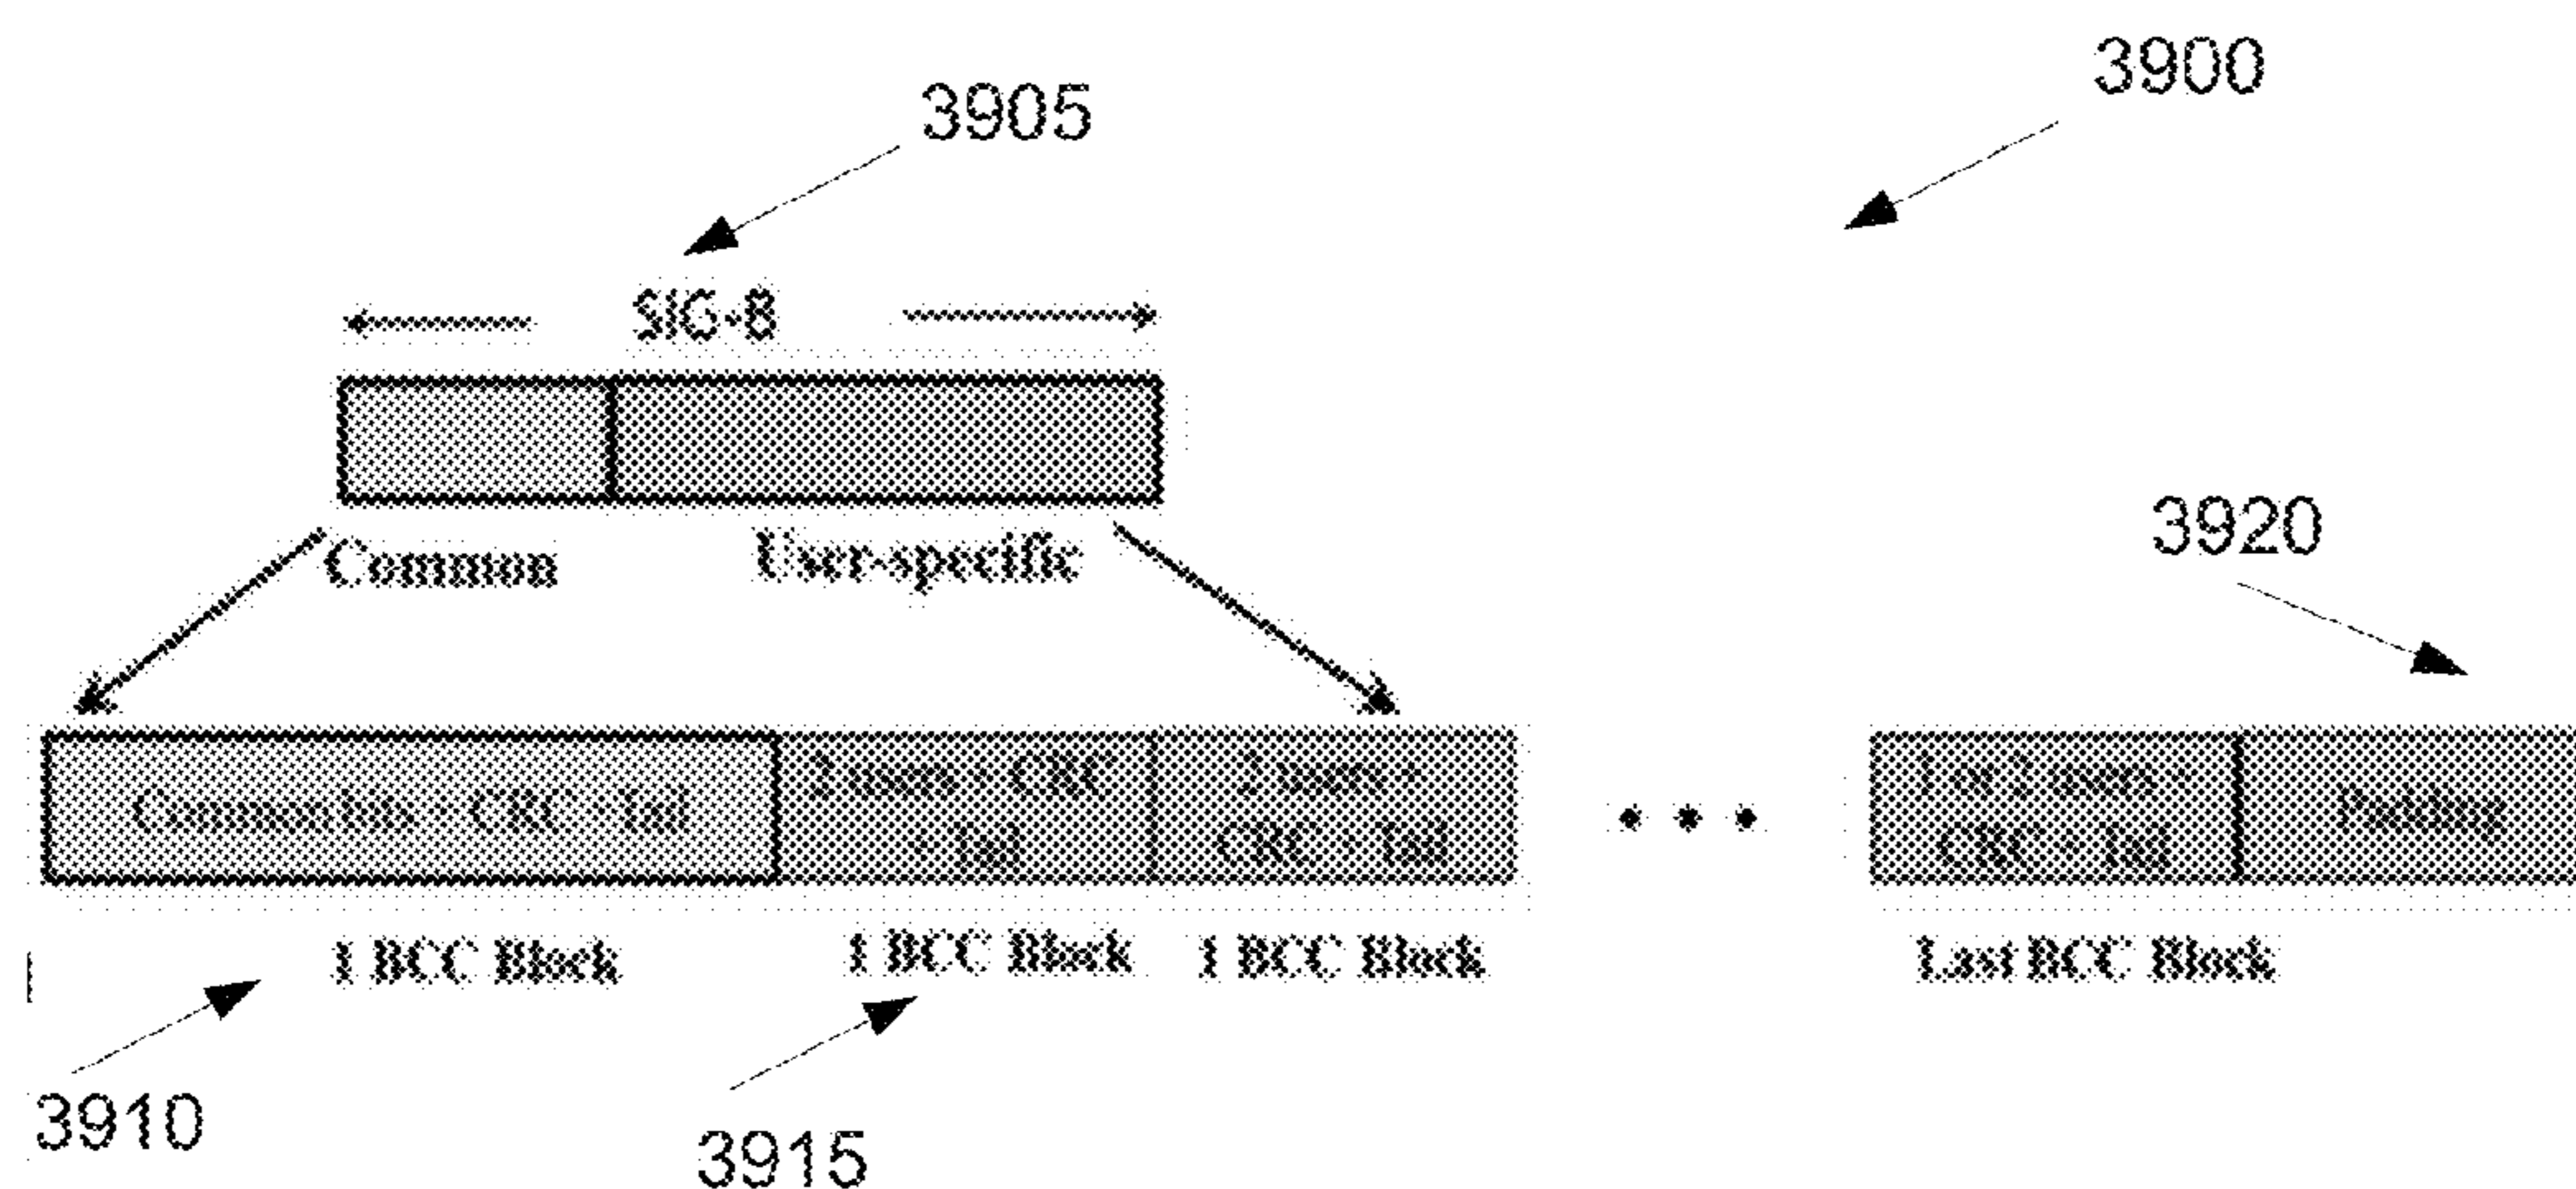 3900
3905
SIG-B
Common
User-specific
3920
Common bits + CRC + tail
2 users + CRC
+ tail
2 users +
CRC + tail
1 or 2 users +
CRC + tail
Padding
1 BCC Block
1 BCC Block
1 BCC Block
Last BCC Block
3910
3915